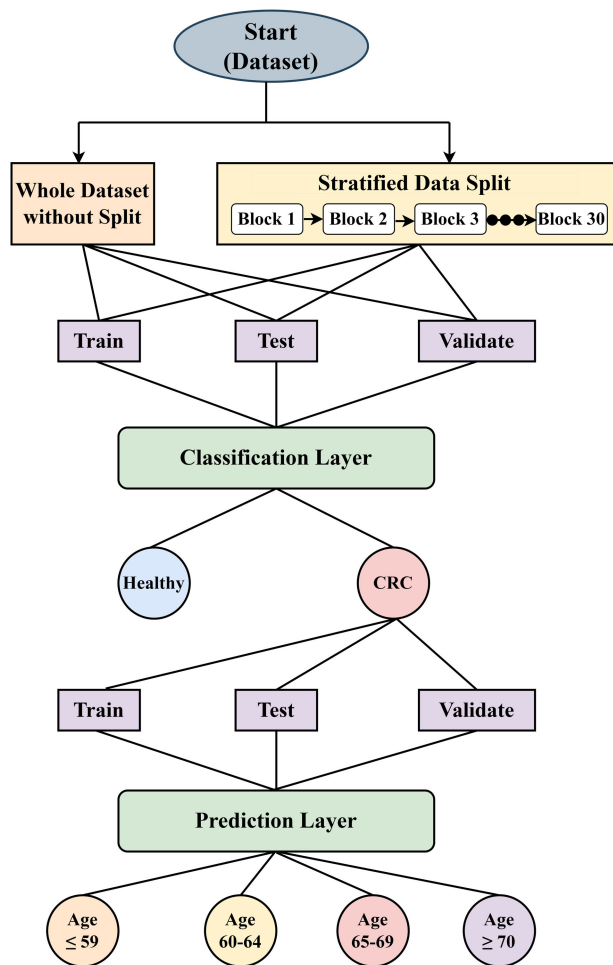 Start
(Dataset)
Whole Dataset
without Split
Stratified Data Split
Block 1
Block 2
Block 3
Block 30
Train
Test
Validate
Classification Layer
Healthy
CRC
Train
Test
Validate
Prediction Layer
Age
≤ 59
Age
60-64
Age
65-69
Age
≥ 70